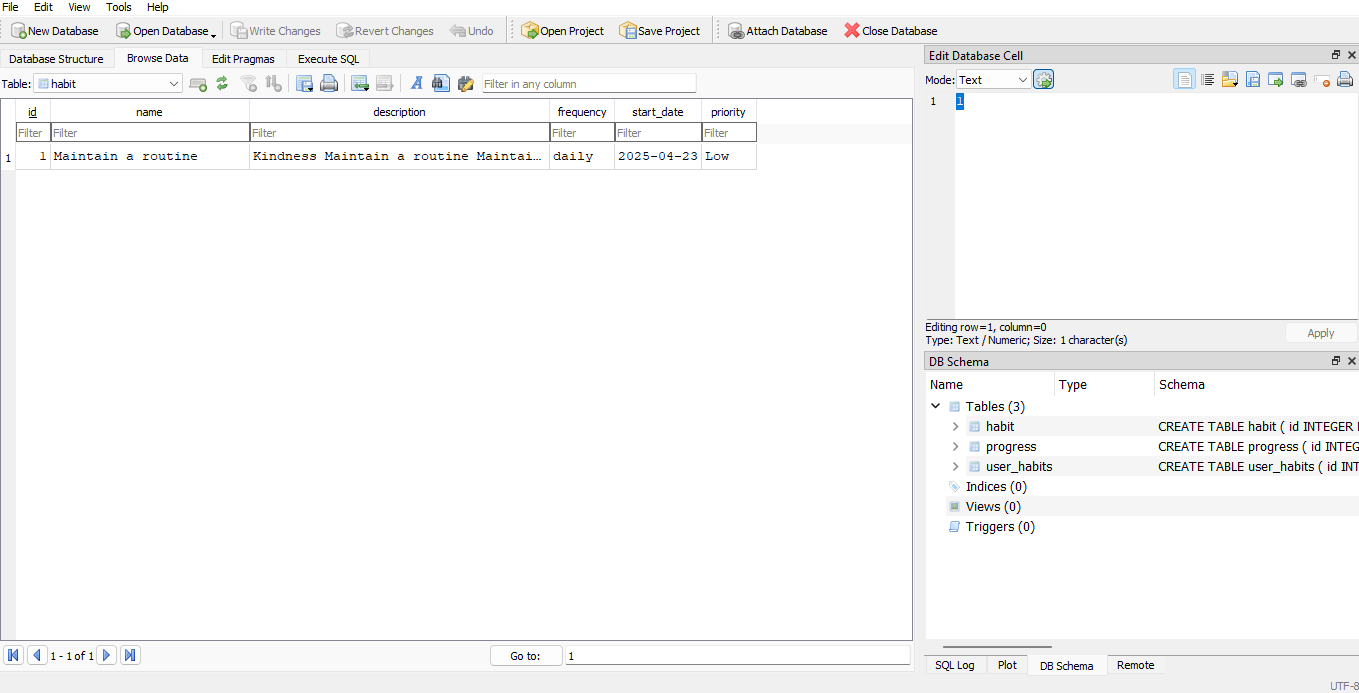 File Edit View Tools Help
New Database Open Database Write Changes Revert Changes Undo Open Project Save Project Attach Database Close Database
Database Structure Browse Data Edit Pragmas Execute SQL
Table: habit Filter in any column
id name description frequency start_date priority
Filter Filter Filter Filter Filter Filter
1 1 Maintain a routine Kindness Maintain a routine Maintai... daily 2025-04-23 Low
1 - 1 of 1 Go to: 1
Edit Database Cell
Mode: Text
1 1
Editing row=1, column=0
Type: Text / Numeric; Size: 1 character(s)
Apply
DB Schema
Name Type Schema
Tables (3)
habit CREATE TABLE habit ( id INTEGER
progress CREATE TABLE progress ( id INTEG
user_habits CREATE TABLE user_habits ( id INT
Indices (0)
Views (0)
Triggers (0)
SQL Log Plot DB Schema Remote
UTF-8